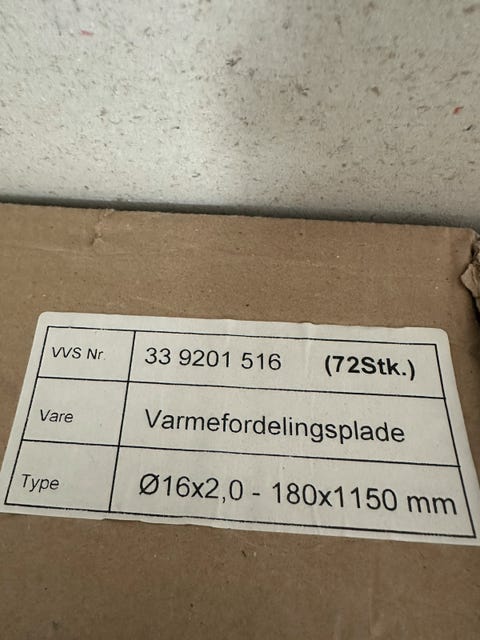 VVS Nr. 33 9201 516 (72Stk.)
Vare Varmefordelingsplade
Type Ø16x2,0 - 180x1150 mm